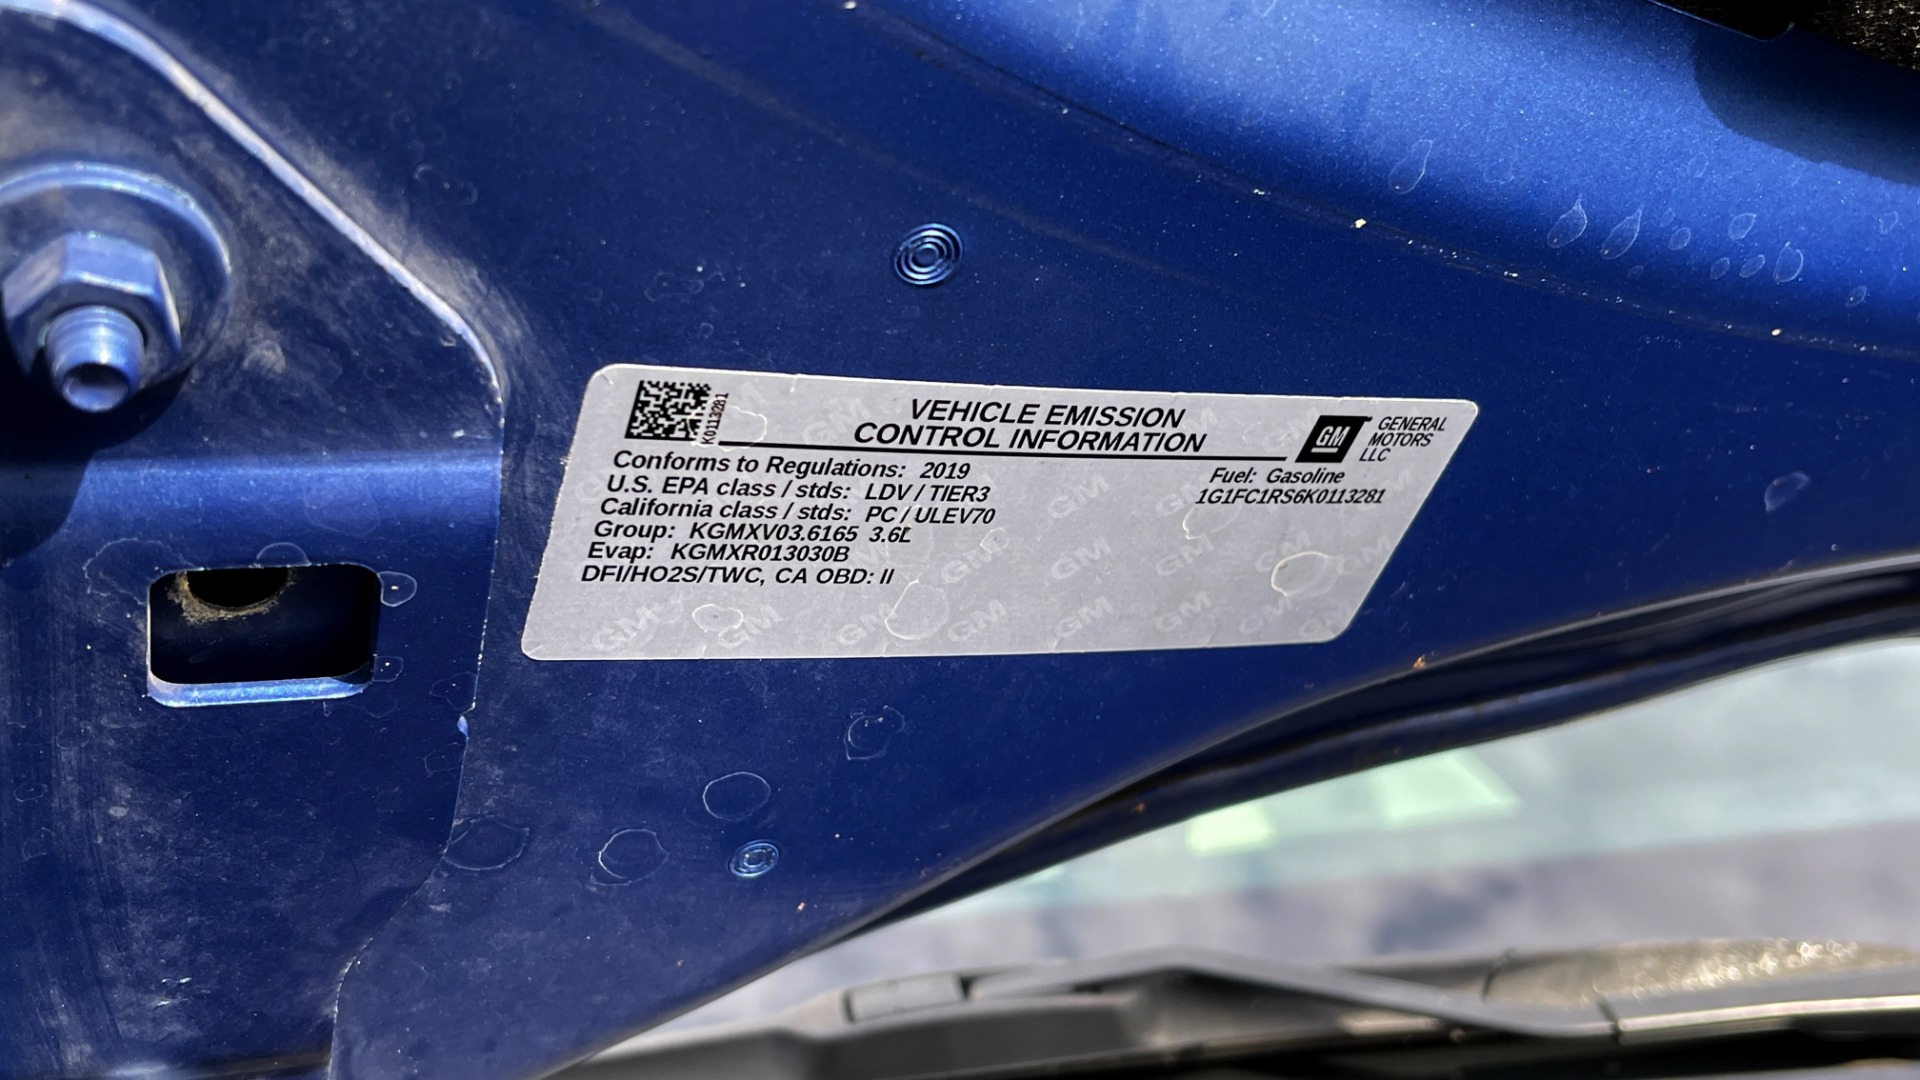 K0113281
VEHICLE EMISSION
CONTROL INFORMATION
GM
GENERAL
MOTORS
LLC
Conforms to Regulations: 2019
U.S. EPA class / stds: LDV / TIER3
California class / stds: PC / ULEV70
Group: KGMXV03.6165 3.6L
Evap: KGMXR013030B
DFI/HO2S/TWC, CA OBD: II
Fuel: Gasoline
1G1FC1RS6K0113281